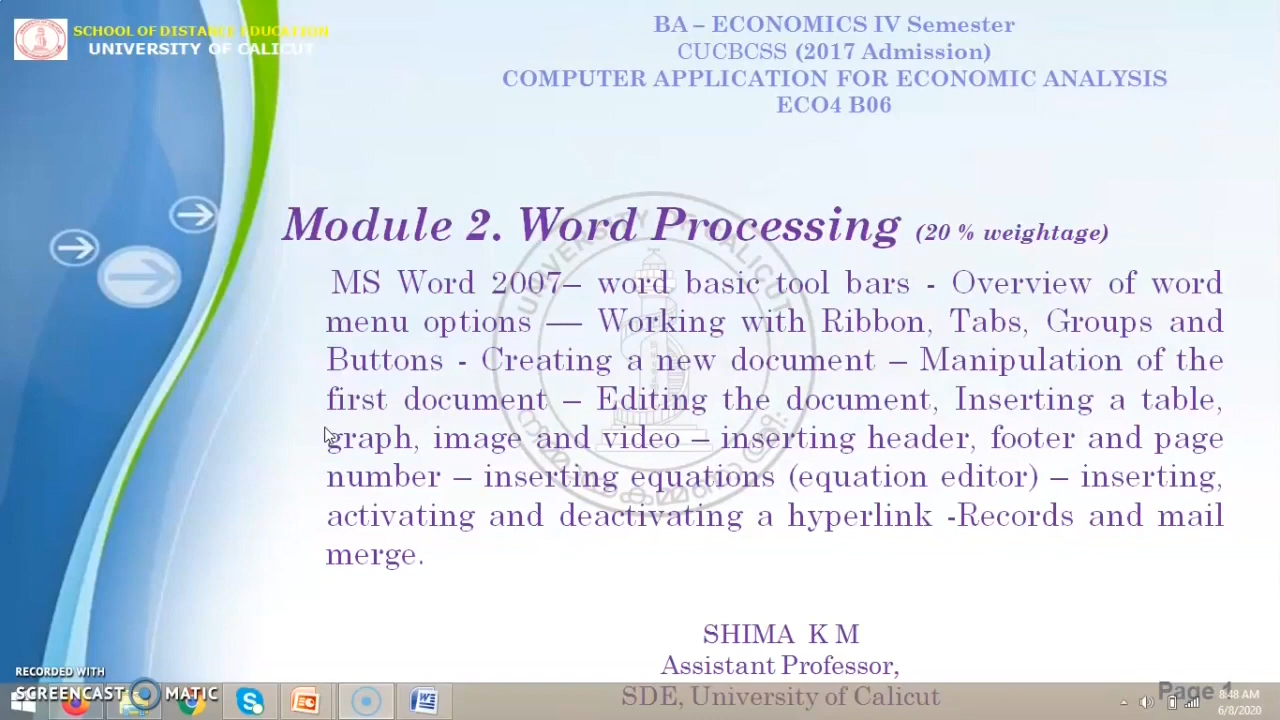 SCHOOL OF DISTANCE EDUCATION
UNIVERSITY OF CALICUT
BA – ECONOMICS IV Semester
CUCBCSS (2017 Admission)
COMPUTER APPLICATION FOR ECONOMIC ANALYSIS
ECO4 B06
UNIVERSITY OF CALICUT
Module 2. Word Processing (20 % weightage)
MS Word 2007– word basic tool bars - Overview of word
menu options –– Working with Ribbon, Tabs, Groups and
Buttons - Creating a new document – Manipulation of the
first document – Editing the document, Inserting a table,
graph, image and video – inserting header, footer and page
number – inserting equations (equation editor) – inserting,
activating and deactivating a hyperlink -Records and mail
merge.
SHIMA K M
Assistant Professor,
SDE, University of Calicut
Page 1
RECORDED WITH
SCREENCAST MATIC
8:48 AM
6/8/2020